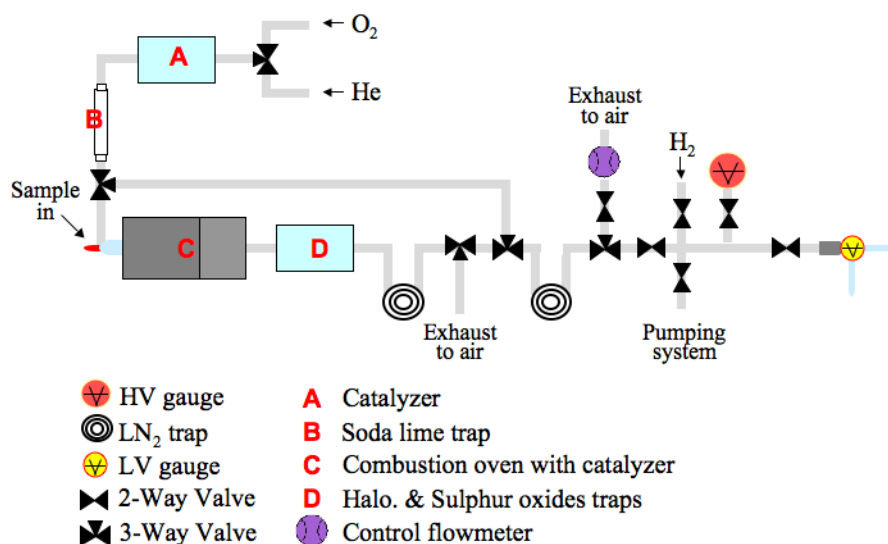 O2
A
He
B
Exhaust
to air
H2
Sample
in
C
D
Exhaust
to air
Pumping
system
HV gauge
LN2 trap
LV gauge
2-Way Valve
3-Way Valve
A Catalyzer
B Soda lime trap
C Combustion oven with catalyzer
D Halo. & Sulphur oxides traps
Control flowmeter